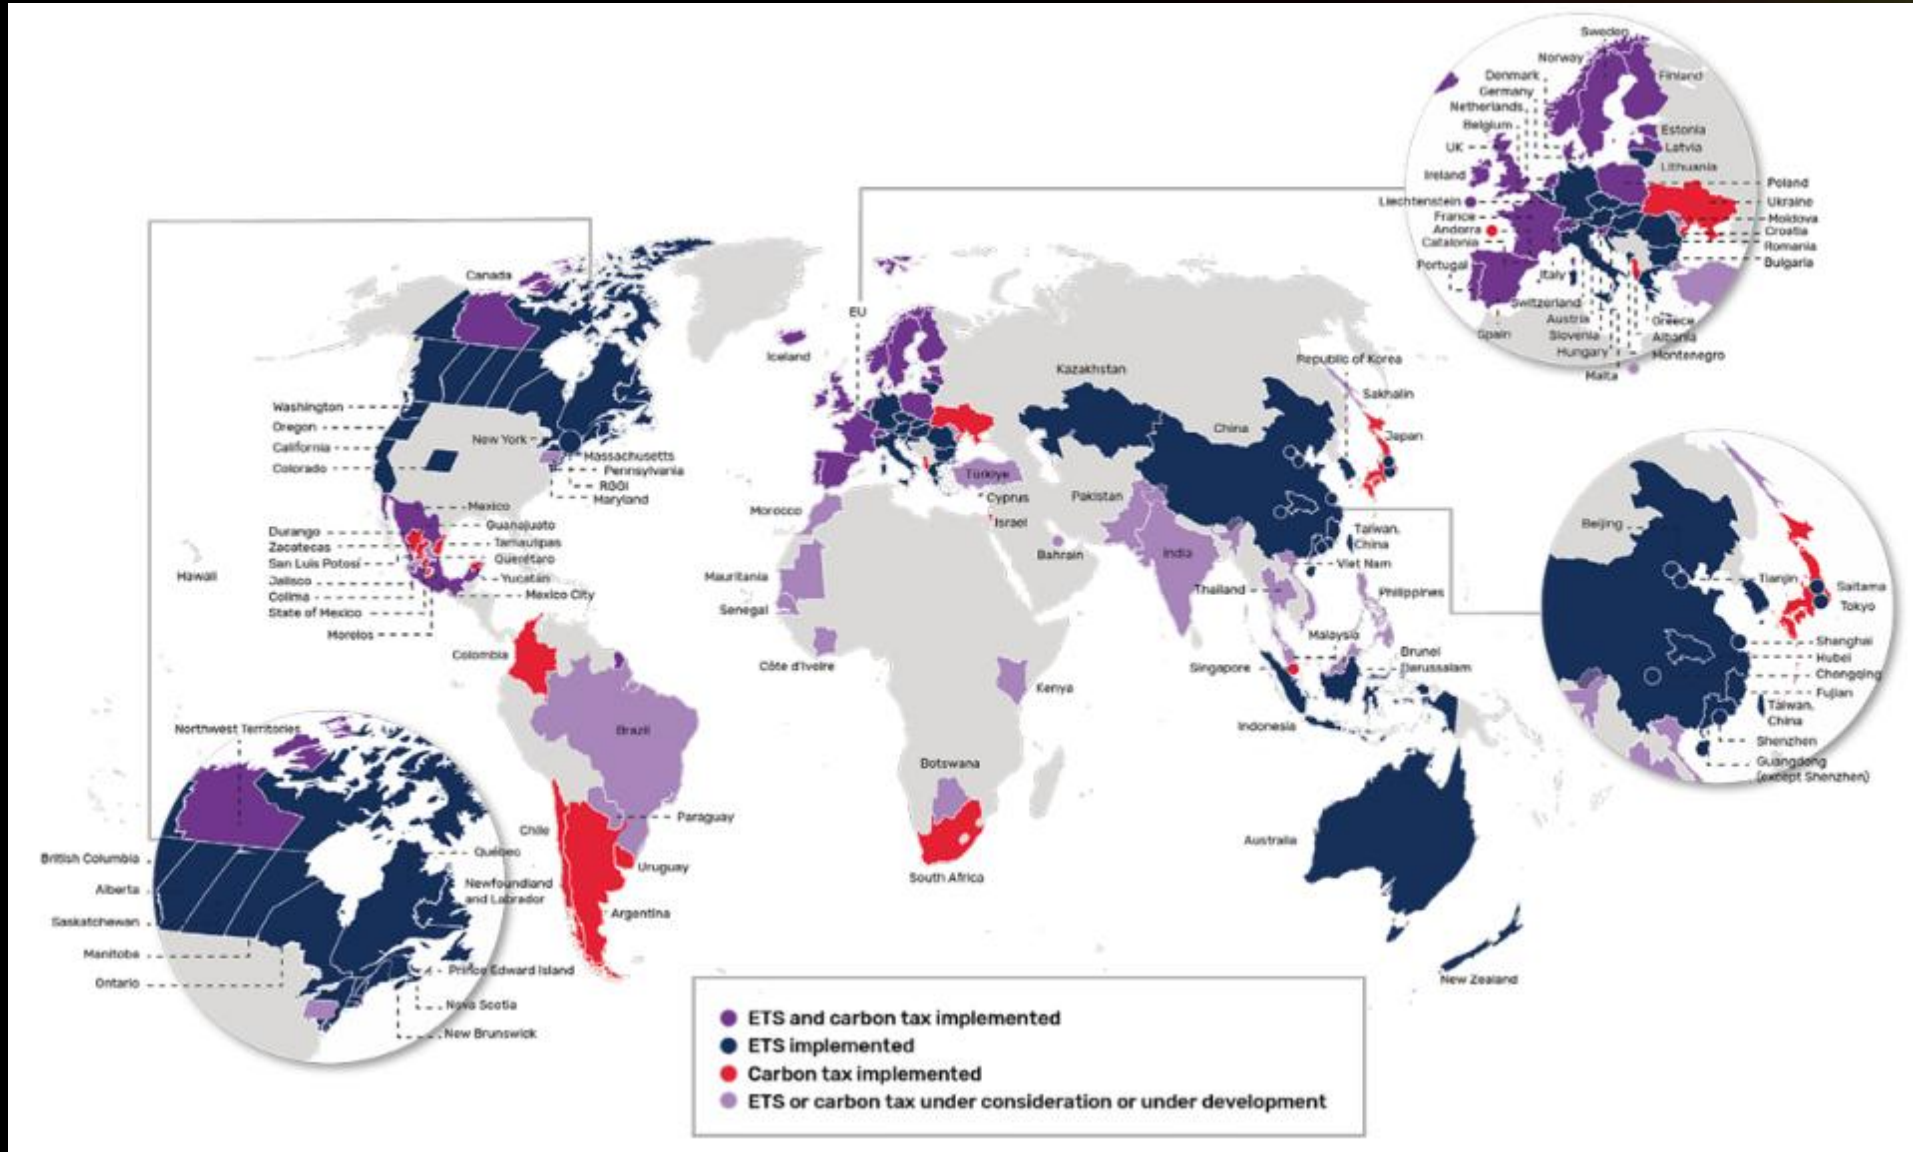 Sweden
Norway
Denmark
Germany
Netherlands
Belgium
UK
Ireland
Liechtenstein
France
Andorra
Catalonia
Portugal
Finland
Estonia
Latvia
Lithuania
Poland
Ukraine
Moldova
Croatia
Romania
Bulgaria
Italy
Switzerland
Spain
Austria
Slovenia
Hungary
Malta
Greece
Albania
Montenegro
Canada
Washington
Oregon
California
Colorado
New York
Massachusetts
Pennsylvania
RGGI
Maryland
Mexico
Guanajuato
Durango
Tamaulipas
Zacatecas
Querétaro
San Luis Potosí
Yucatán
Jalisco
Mexico City
Colima
State of Mexico
Morelos
Hawaii
Iceland
EU
Kazakhstan
Republic of Korea
Sakhalin
Japan
China
Türkiye
Cyprus
Israel
Pakistan
Morocco
Bahrain
India
Taiwan,
China
Viet Nam
Mauritania
Senegal
Thailand
Philippines
Malaysia
Côte d'Ivoire
Singapore
Brunei
Darussalam
Kenya
Indonesia
Colombia
Brazil
Botswana
Paraguay
Chile
Uruguay
Argentina
South Africa
Australia
New Zealand
Beijing
Tianjin
Saitama
Tokyo
Shanghai
Hubei
Chongqing
Fujian
Taiwan,
China
Shenzhen
Guangdong
(except Shenzhen)
Northwest Territories
British Columbia
Alberta
Saskatchewan
Manitoba
Ontario
Québec
Newfoundland
and Labrador
Prince Edward Island
Nova Scotia
New Brunswick
ETS and carbon tax implemented
ETS implemented
Carbon tax implemented
ETS or carbon tax under consideration or under development